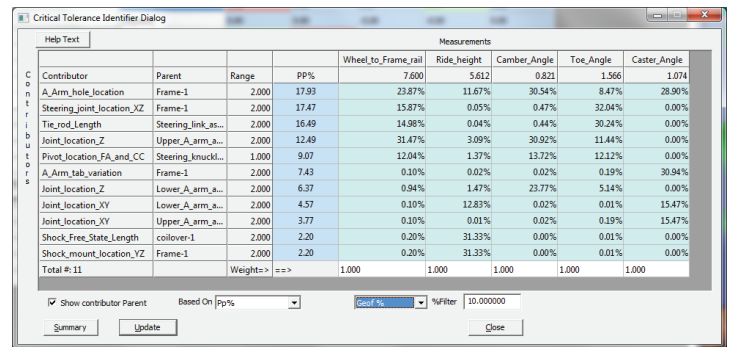 Critical Tolerance Identifier Dialog
Help Text
Measurements
Wheel_to_Frame_rail Ride_height Camber_Angle Toe_Angle Caster_Angle
Contributor Parent Range PP% 7.600 5.612 0.821 1.566 1.074
A_Arm_hole_location Frame-1 2.000 17.93 23.87% 11.67% 30.54% 8.47% 28.90%
Steering_joint_location_XZ Frame-1 2.000 17.47 15.87% 0.05% 0.47% 32.04% 0.00%
Tie_rod_Length Steering_link_as... 2.000 16.49 14.98% 0.04% 0.44% 30.24% 0.00%
Joint_location_Z Upper_A_arm_a... 2.000 12.49 31.47% 3.09% 30.92% 11.44% 0.00%
Pivot_location_FA_and_CC Steering_knuckl... 1.000 9.07 12.04% 1.37% 13.72% 12.12% 0.00%
A_Arm_tab_variation Frame-1 2.000 7.43 0.10% 0.02% 0.02% 0.19% 30.94%
Joint_location_Z Lower_A_arm_a... 2.000 6.37 0.94% 1.47% 23.77% 5.14% 0.00%
Joint_location_XY Lower_A_arm_a... 2.000 4.57 0.10% 12.83% 0.02% 0.01% 15.47%
Joint_location_XY Upper_A_arm_a... 2.000 3.77 0.10% 0.01% 0.02% 0.19% 15.47%
Shock_Free_State_Length coilover-1 2.000 2.20 0.20% 31.33% 0.00% 0.01% 0.00%
Shock_mount_location_YZ Frame-1 2.000 2.20 0.20% 31.33% 0.00% 0.01% 0.00%
Total #: 11 Weight=> ==> 1.000 1.000 1.000 1.000 1.000
Contributors
Show contributor Parent Based On Pp% Geof % %Filter 10.000000
Summary Update Close